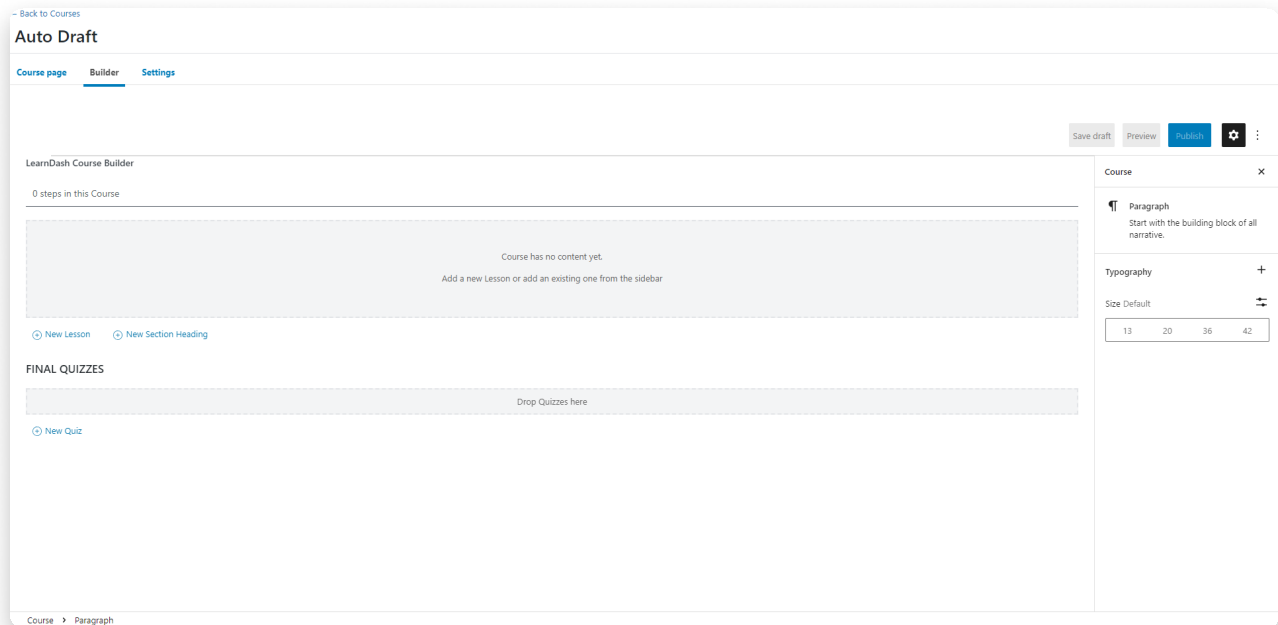 ← Back to Courses
Auto Draft
Course page Builder Settings
Save draft Preview Publish
LearnDash Course Builder
0 steps in this Course
Course has no content yet.
Add a new Lesson or add an existing one from the sidebar
New Lesson New Section Heading
FINAL QUIZZES
Drop Quizzes here
New Quiz
Course
Paragraph
Start with the building block of all
narrative.
Typography
Size Default
13 20 36 42
Course > Paragraph